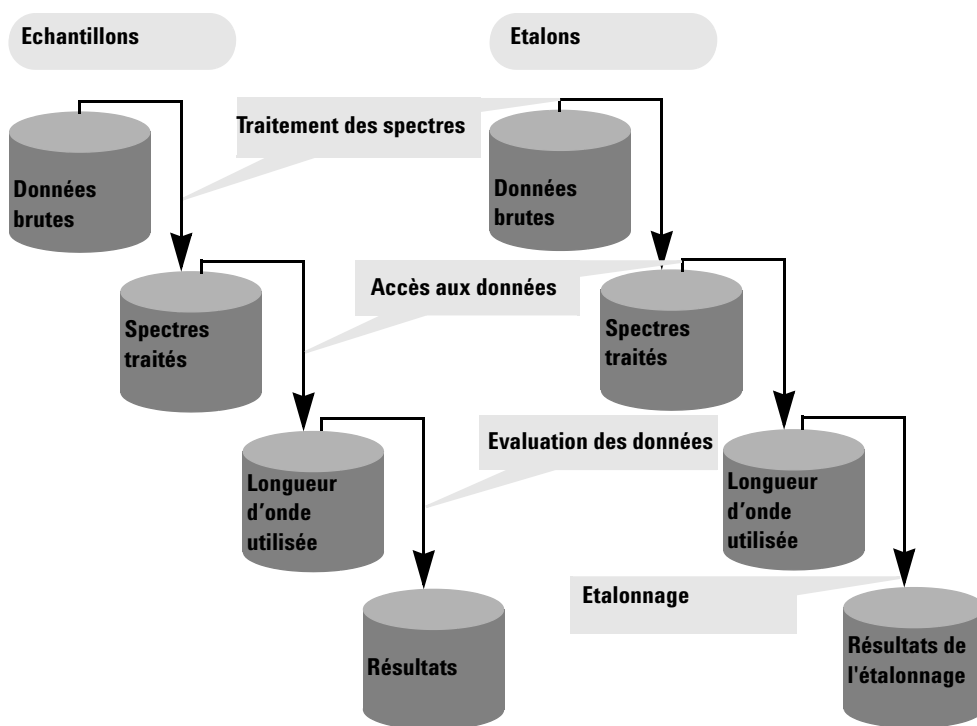 Echantillons
Etalons
Traitement des spectres
Données
brutes
Données
brutes
Accès aux données
Spectres
traités
Spectres
traités
Evaluation des données
Longueur
d’onde
utilisée
Longueur
d’onde
utilisée
Etalonnage
Résultats
Résultats de
l'étalonnage